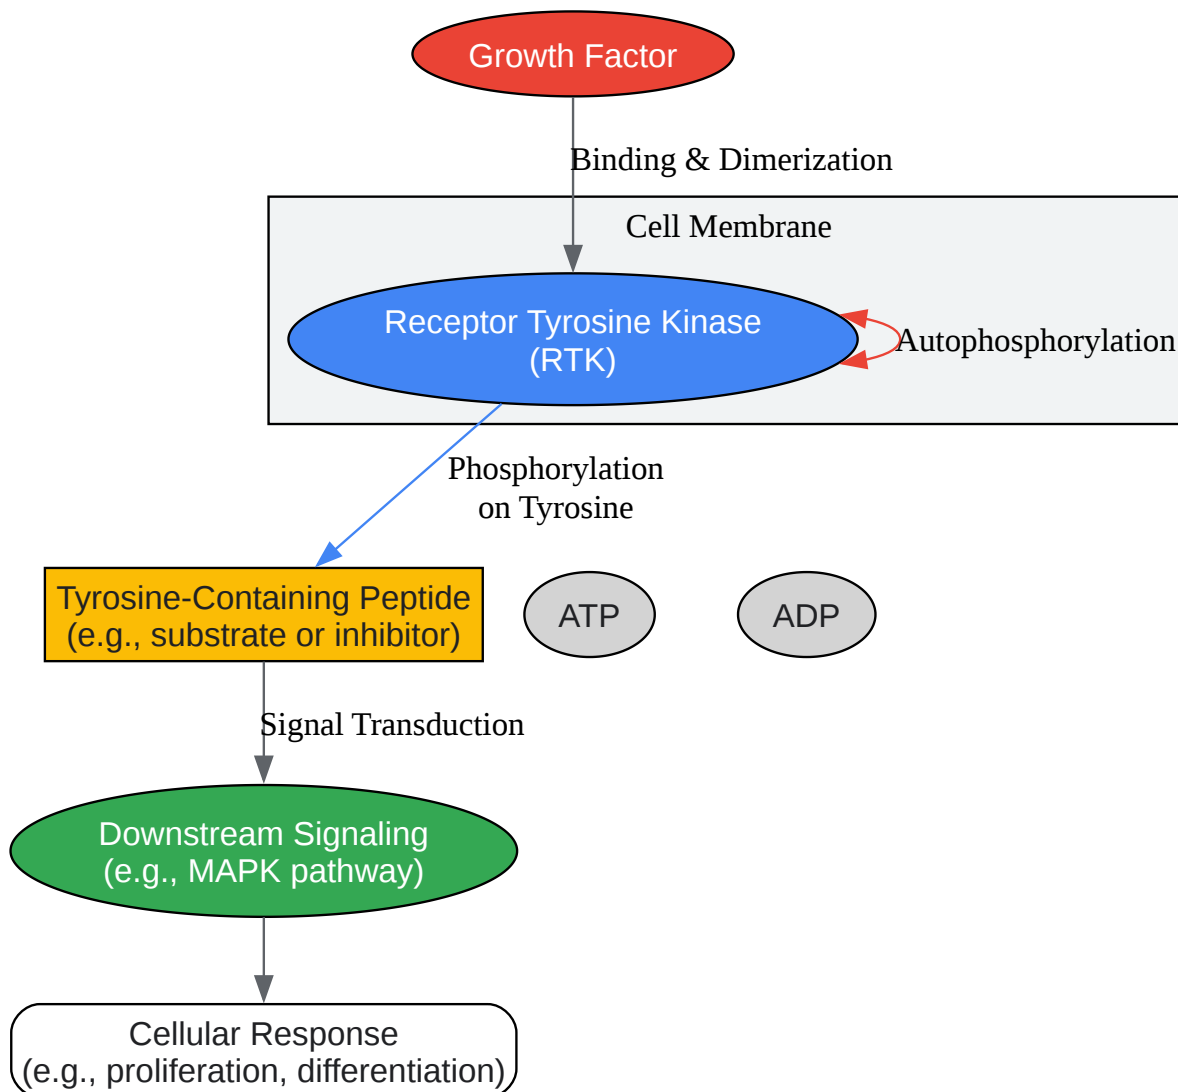 Growth Factor
Binding & Dimerization
Cell Membrane
Receptor Tyrosine Kinase
(RTK)
Autophosphorylation
Phosphorylation
on Tyrosine
Tyrosine-Containing Peptide
(e.g., substrate or inhibitor)
ATP
ADP
Signal Transduction
Downstream Signaling
(e.g., MAPK pathway)
Cellular Response
(e.g., proliferation, differentiation)